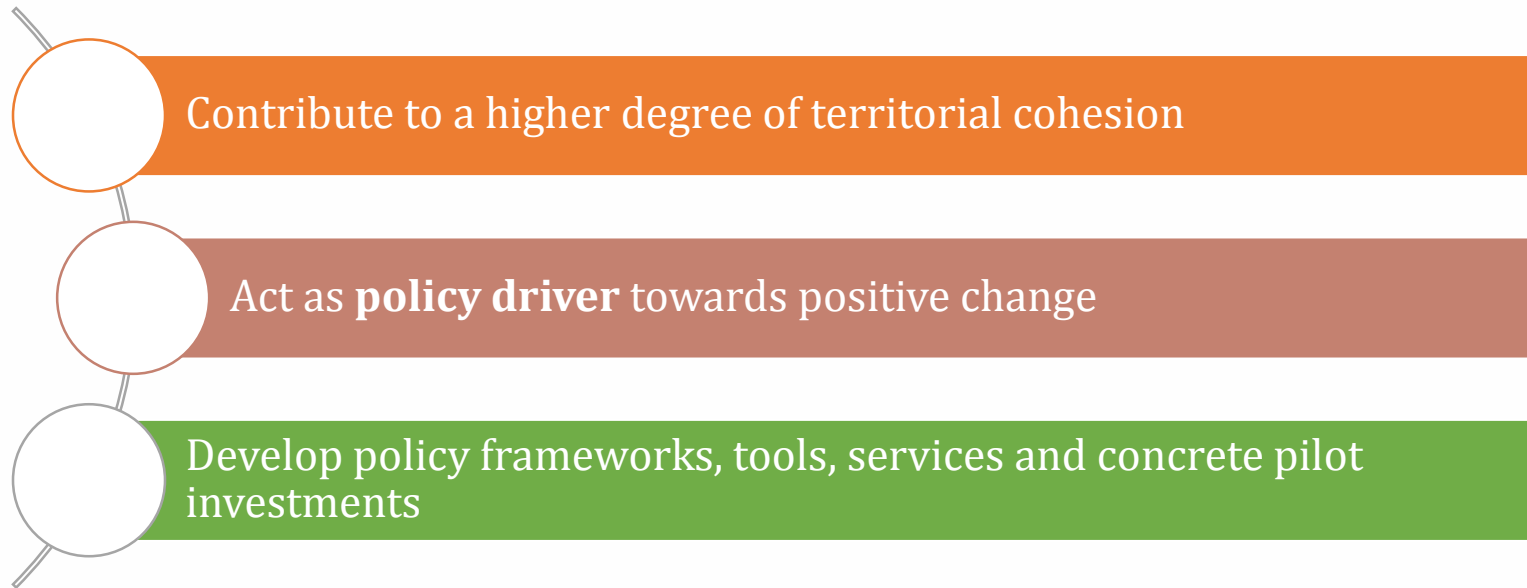 Contribute to a higher degree of territorial cohesion
Act as policy driver towards positive change
Develop policy frameworks, tools, services and concrete pilot
investments